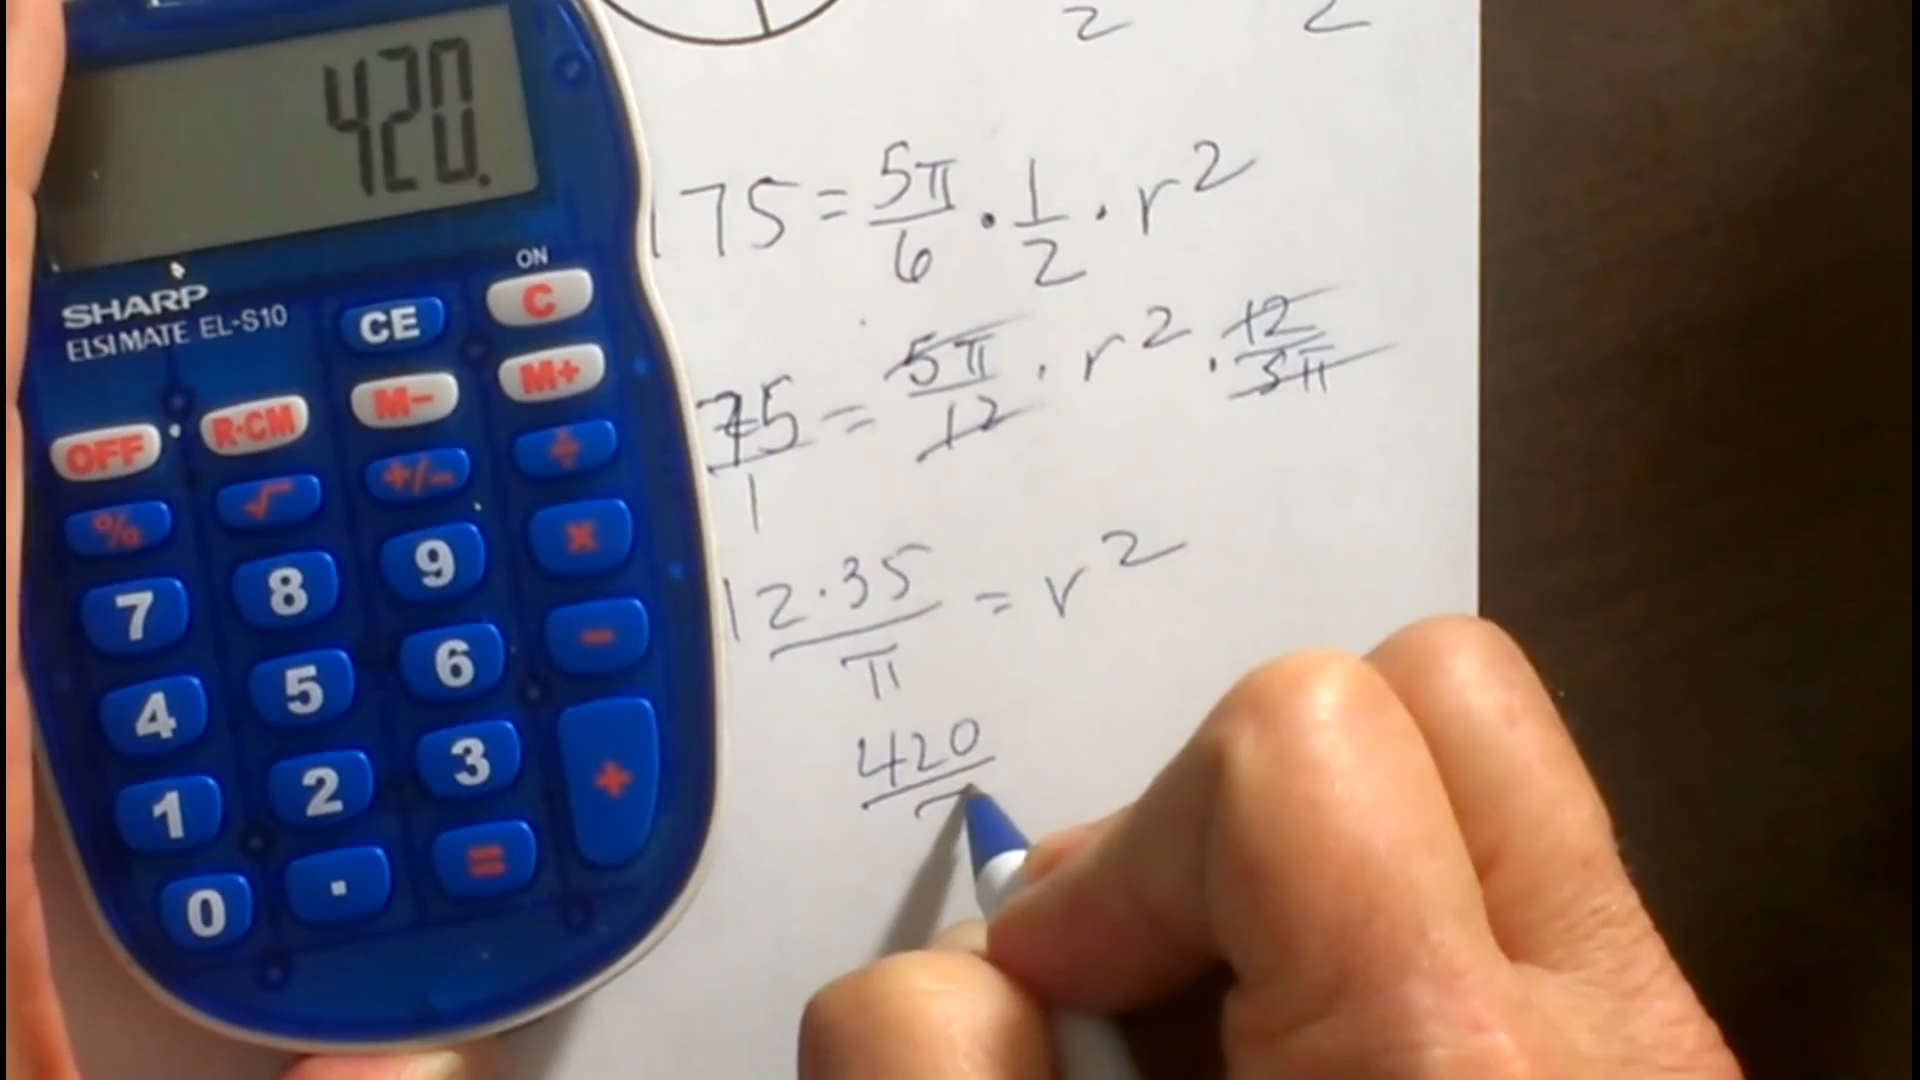 420.
SHARP
ELSIMATE EL-S10
ON
CE C
OFF R·CM M− M+
% √ +/− ÷
7 8 9 ×
4 5 6 −
1 2 3 +
0 . =
2 2
175 = 5π/6 · 1/2 · r²
75/1 = 5π/12 · r² · 12/5π
12·35/π = r²
420